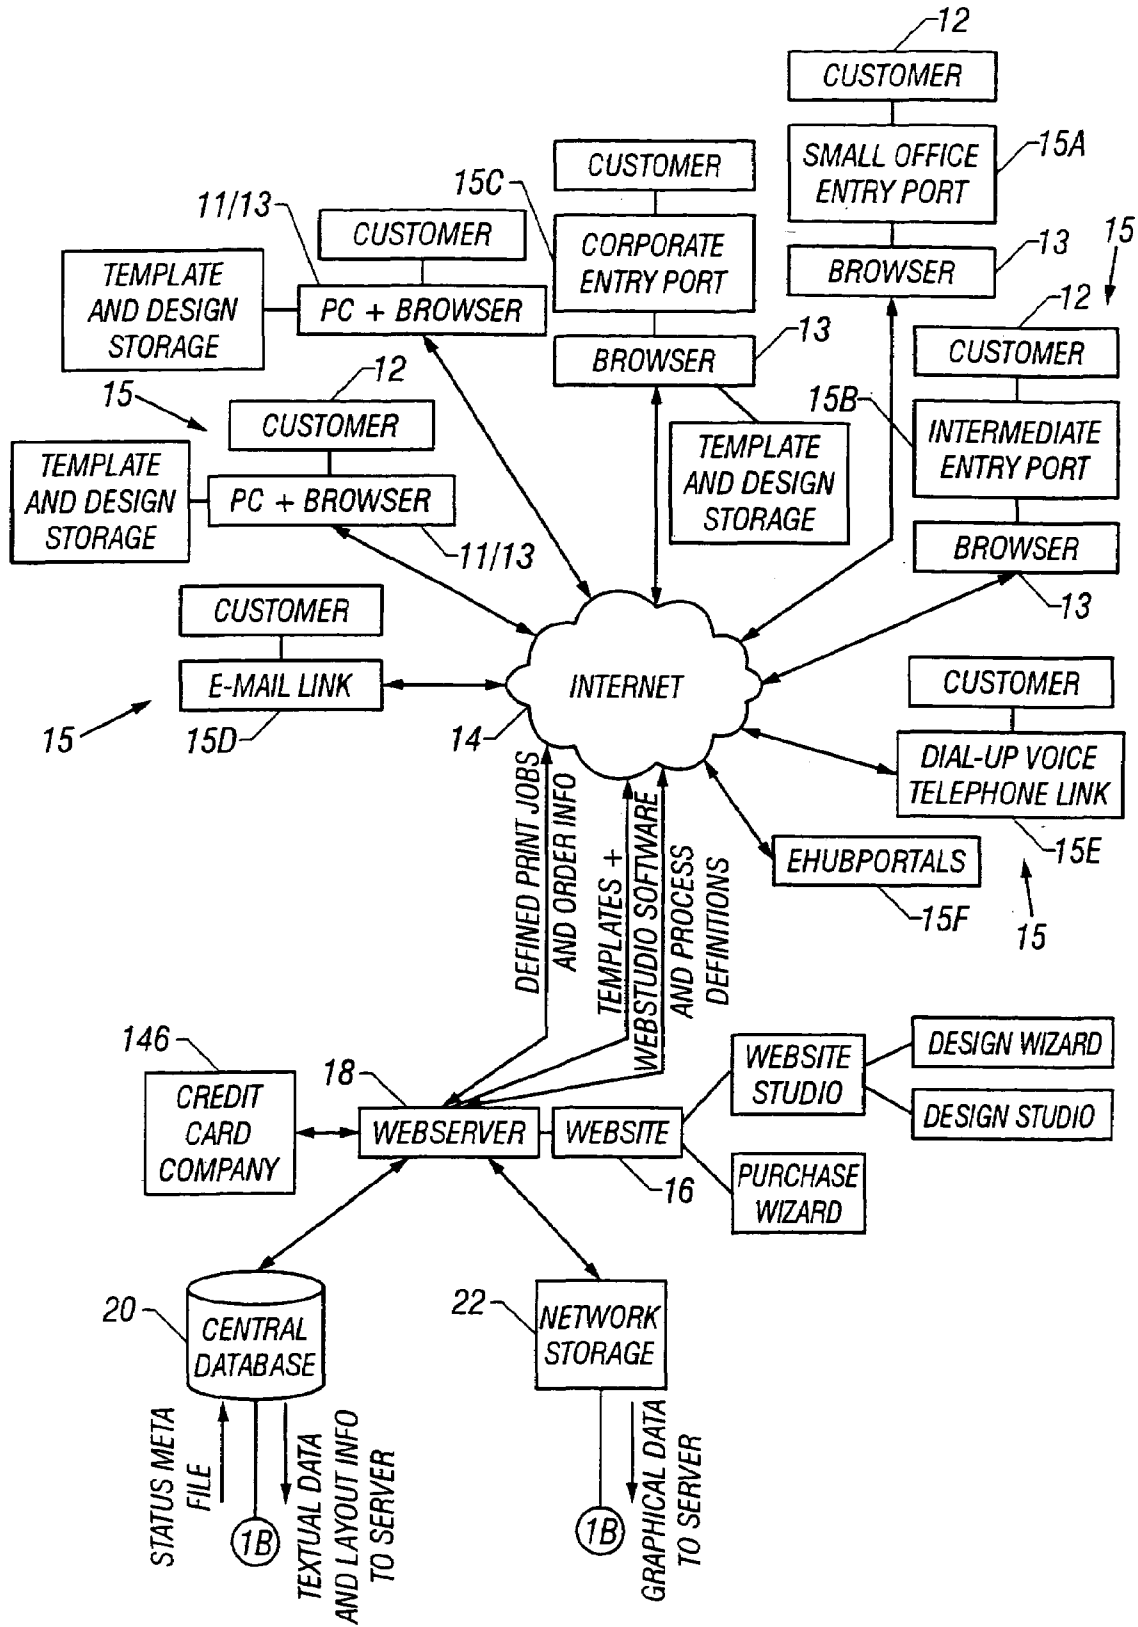 12
CUSTOMER
SMALL OFFICE
ENTRY PORT
15A
BROWSER
13
CUSTOMER
15C
CORPORATE
ENTRY PORT
BROWSER
13
TEMPLATE
AND DESIGN
STORAGE
11/13
CUSTOMER
TEMPLATE
AND DESIGN
STORAGE
PC + BROWSER
15
12
CUSTOMER
15B
INTERMEDIATE
ENTRY PORT
BROWSER
13
15
12
CUSTOMER
TEMPLATE
AND DESIGN
STORAGE
PC + BROWSER
11/13
CUSTOMER
E-MAIL LINK
15D
15
INTERNET
14
CUSTOMER
DIAL-UP VOICE
TELEPHONE LINK
15E
15
EHUBPORTALS
15F
DEFINED PRINT JOBS
AND ORDER INFO
TEMPLATES +
WEBSTUDIO SOFTWARE
AND PROCESS
DEFINITIONS
146
CREDIT
CARD
COMPANY
18
WEBSERVER
WEBSITE
16
WEBSITE
STUDIO
DESIGN WIZARD
DESIGN STUDIO
PURCHASE
WIZARD
20
CENTRAL
DATABASE
22
NETWORK
STORAGE
STATUS META
FILE
1B
TEXTUAL DATA
AND LAYOUT INFO
TO SERVER
1B
GRAPHICAL DATA
TO SERVER